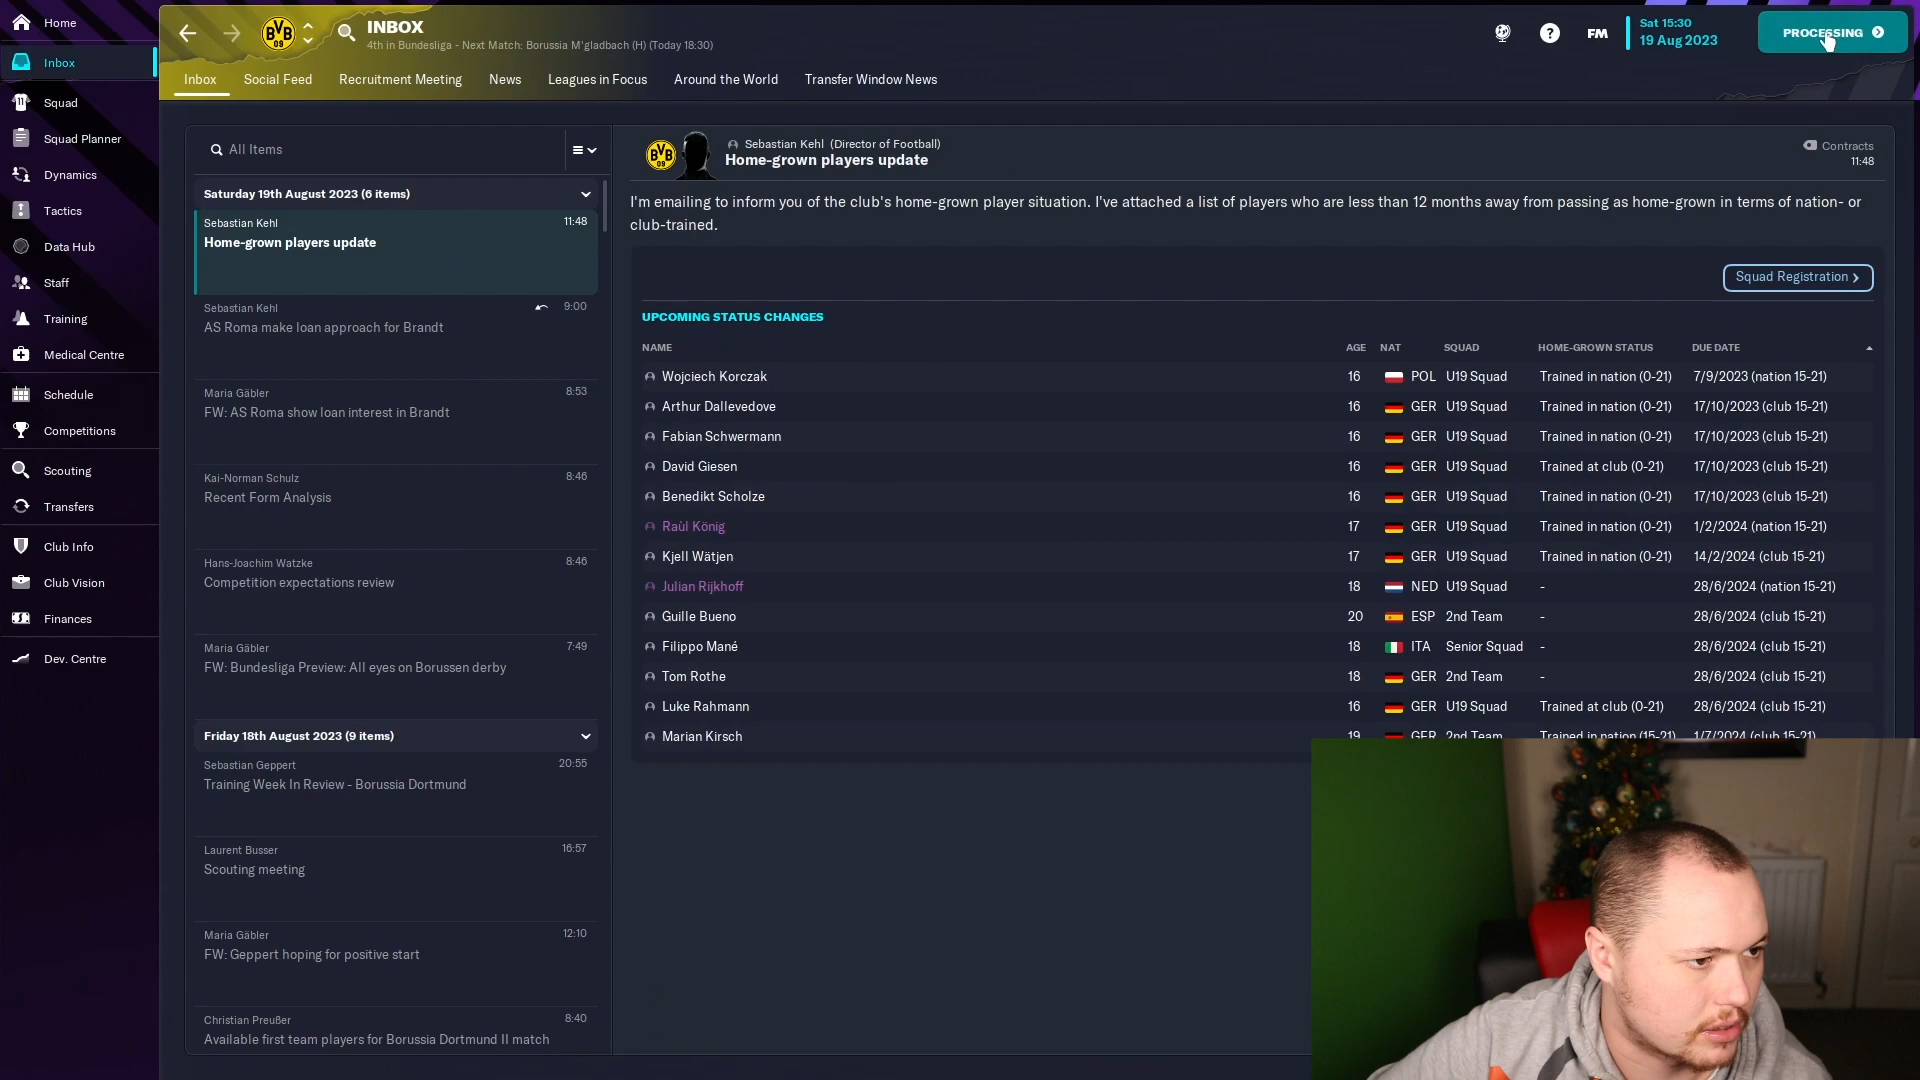 Home
Inbox
Squad
Squad Planner
Dynamics
Tactics
Data Hub
Staff
Training
Medical Centre
Schedule
Competitions
Scouting
Transfers
Club Info
Club Vision
Finances
Dev. Centre
BVB 09
INBOX
4th in Bundesliga - Next Match: Borussia M'gladbach (H) (Today 18:30)
? FM
Sat 15:30
19 Aug 2023
PROCESSING
Inbox Social Feed Recruitment Meeting News Leagues in Focus Around the World Transfer Window News
All Items
Saturday 19th August 2023 (6 items)
Sebastian Kehl 11:48
Home-grown players update
Sebastian Kehl 9:00
AS Roma make loan approach for Brandt
Maria Gäbler 8:53
FW: AS Roma show loan interest in Brandt
Kai-Norman Schulz 8:46
Recent Form Analysis
Hans-Joachim Watzke 8:46
Competition expectations review
Maria Gäbler 7:49
FW: Bundesliga Preview: All eyes on Borussen derby
Friday 18th August 2023 (9 items)
Sebastian Geppert 20:55
Training Week In Review - Borussia Dortmund
Laurent Busser 16:57
Scouting meeting
Maria Gäbler 12:10
FW: Geppert hoping for positive start
Christian Preußer 8:40
Available first team players for Borussia Dortmund II match
BVB 09
Sebastian Kehl (Director of Football)
Home-grown players update
Contracts
11:48
I'm emailing to inform you of the club's home-grown player situation. I've attached a list of players who are less than 12 months away from passing as home-grown in terms of nation- or
club-trained.
Squad Registration
UPCOMING STATUS CHANGES
NAME AGE NAT SQUAD HOME-GROWN STATUS DUE DATE
Wojciech Korczak 16 POL U19 Squad Trained in nation (0-21) 7/9/2023 (nation 15-21)
Arthur Dallevedove 16 GER U19 Squad Trained in nation (0-21) 17/10/2023 (club 15-21)
Fabian Schwermann 16 GER U19 Squad Trained in nation (0-21) 17/10/2023 (club 15-21)
David Giesen 16 GER U19 Squad Trained at club (0-21) 17/10/2023 (club 15-21)
Benedikt Scholze 16 GER U19 Squad Trained in nation (0-21) 17/10/2023 (club 15-21)
Raùl König 17 GER U19 Squad Trained in nation (0-21) 1/2/2024 (nation 15-21)
Kjell Wätjen 17 GER U19 Squad Trained in nation (0-21) 14/2/2024 (club 15-21)
Julian Rijkhoff 18 NED U19 Squad - 28/6/2024 (nation 15-21)
Guille Bueno 20 ESP 2nd Team - 28/6/2024 (club 15-21)
Filippo Mané 18 ITA Senior Squad - 28/6/2024 (club 15-21)
Tom Rothe 18 GER 2nd Team - 28/6/2024 (club 15-21)
Luke Rahmann 16 GER U19 Squad Trained at club (0-21) 28/6/2024 (club 15-21)
Marian Kirsch 19 GER 2nd Team Trained in nation (15-21) 1/7/2024 (club 15-21)